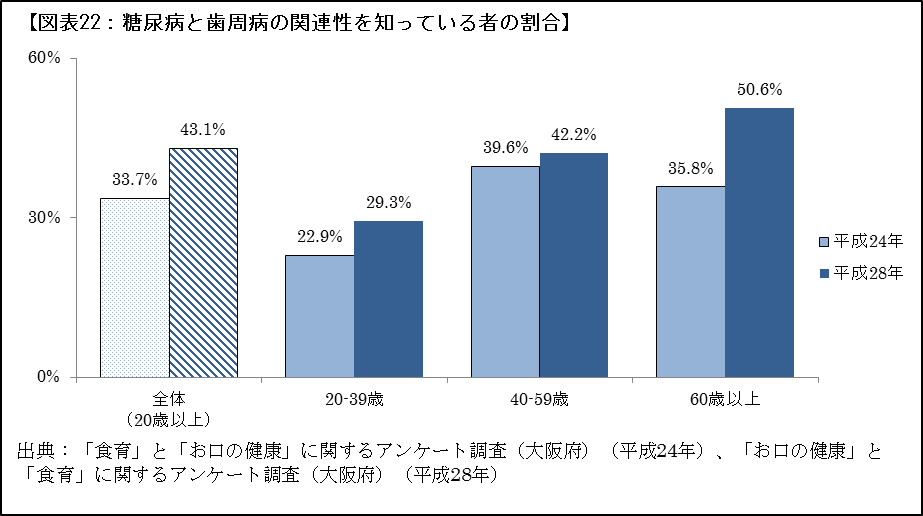 【図表22：糖尿病と歯周病の関連性を知っている者の割合】
60%
30%
0%
33.7%
43.1%
22.9%
29.3%
39.6%
42.2%
35.8%
50.6%
平成24年
平成28年
全体
（20歳以上）
20-39歳
40-59歳
60歳以上
出典：「食育」と「お口の健康」に関するアンケート調査（大阪府）（平成24年）、「お口の健康」と
「食育」に関するアンケート調査（大阪府）（平成28年）